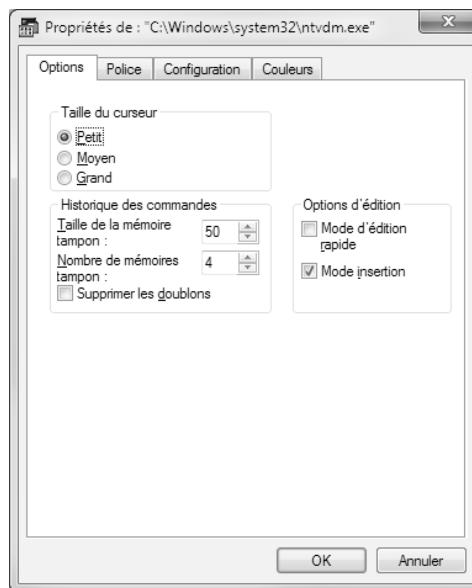 Propriétés de : "C:\Windows\system32\ntvdm.exe"
Options
Police
Configuration
Couleurs
Taille du curseur
Petit
Moyen
Grand
Historique des commandes
Taille de la mémoire
tampon :
50
Nombre de mémoires
tampon :
4
Supprimer les doublons
Options d'édition
Mode d'édition
rapide
Mode insertion
OK
Annuler